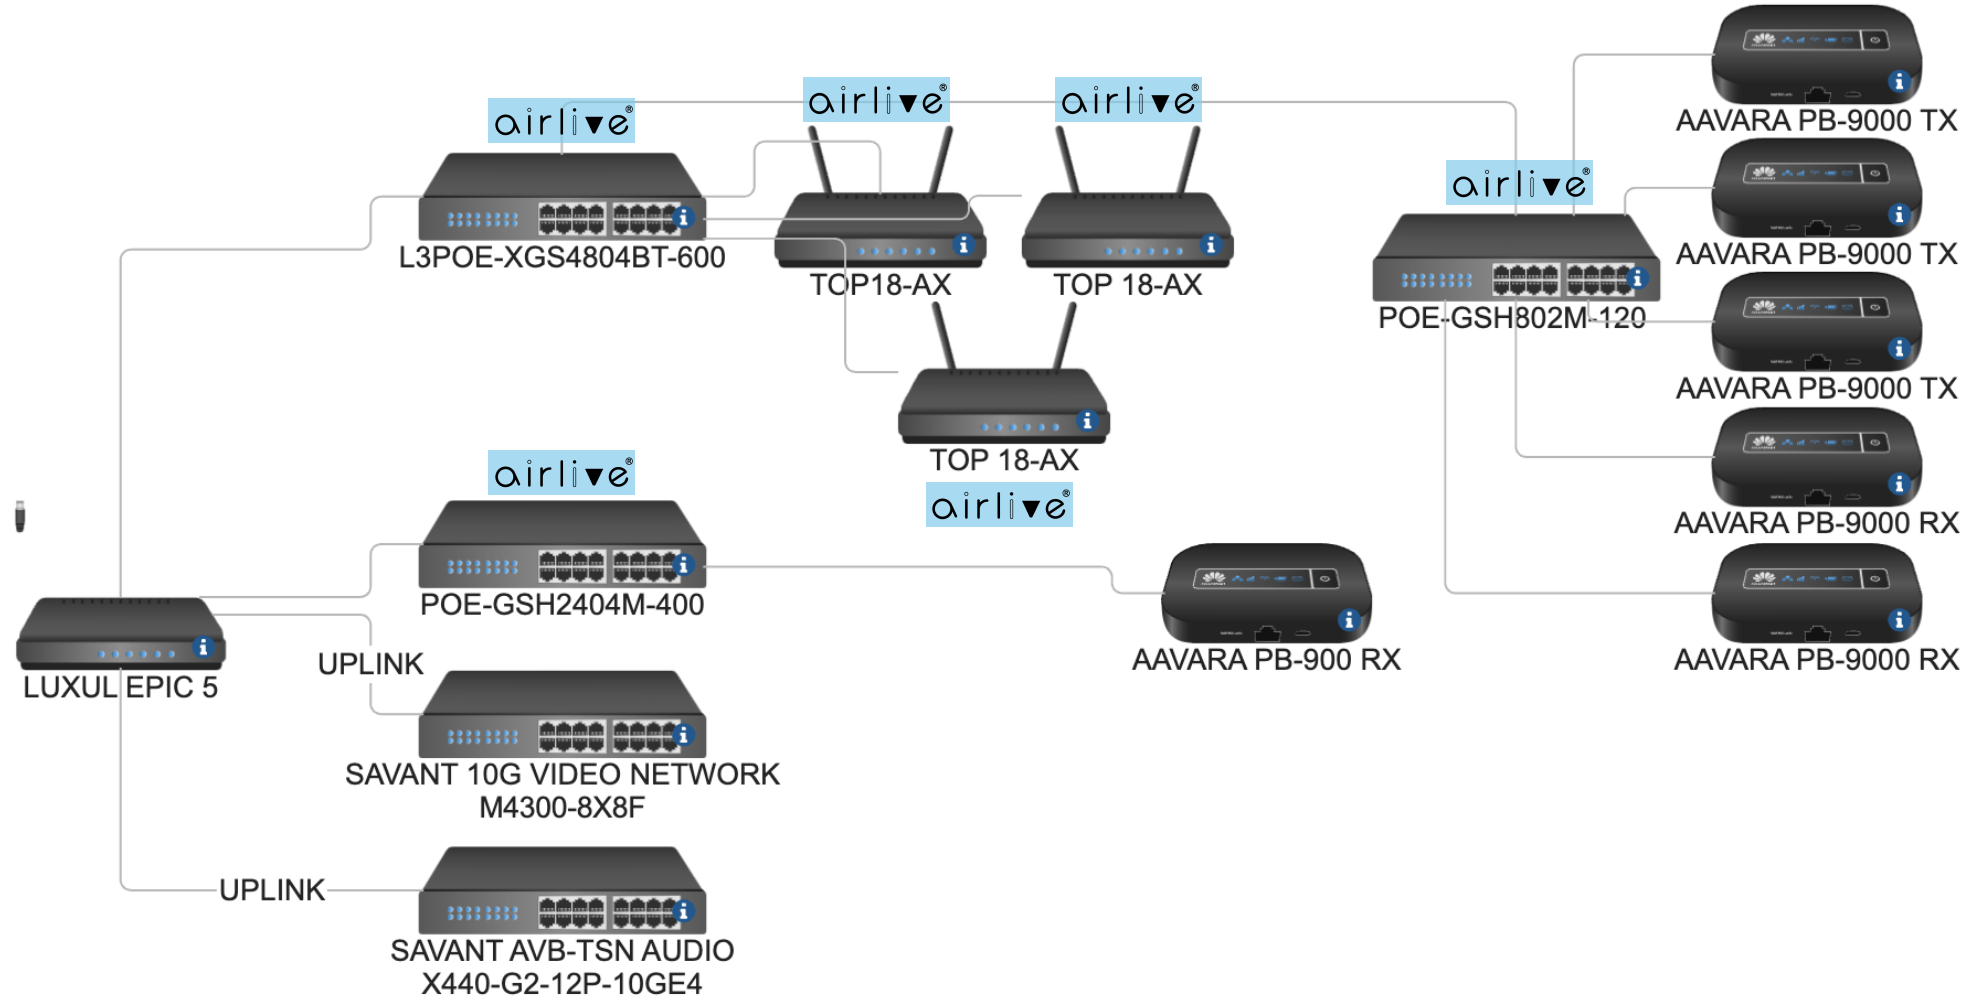 airlive®
airlive®
airlive®
AAVARA PB-9000 TX
airlive®
L3POE-XGS4804BT-600
TOP18-AX
TOP 18-AX
AAVARA PB-9000 TX
POE-GSH802M-120
AAVARA PB-9000 TX
TOP 18-AX
airlive®
airlive®
AAVARA PB-9000 RX
POE-GSH2404M-400
AAVARA PB-900 RX
AAVARA PB-9000 RX
UPLINK
LUXUL EPIC 5
SAVANT 10G VIDEO NETWORK
M4300-8X8F
UPLINK
SAVANT AVB-TSN AUDIO
X440-G2-12P-10GE4